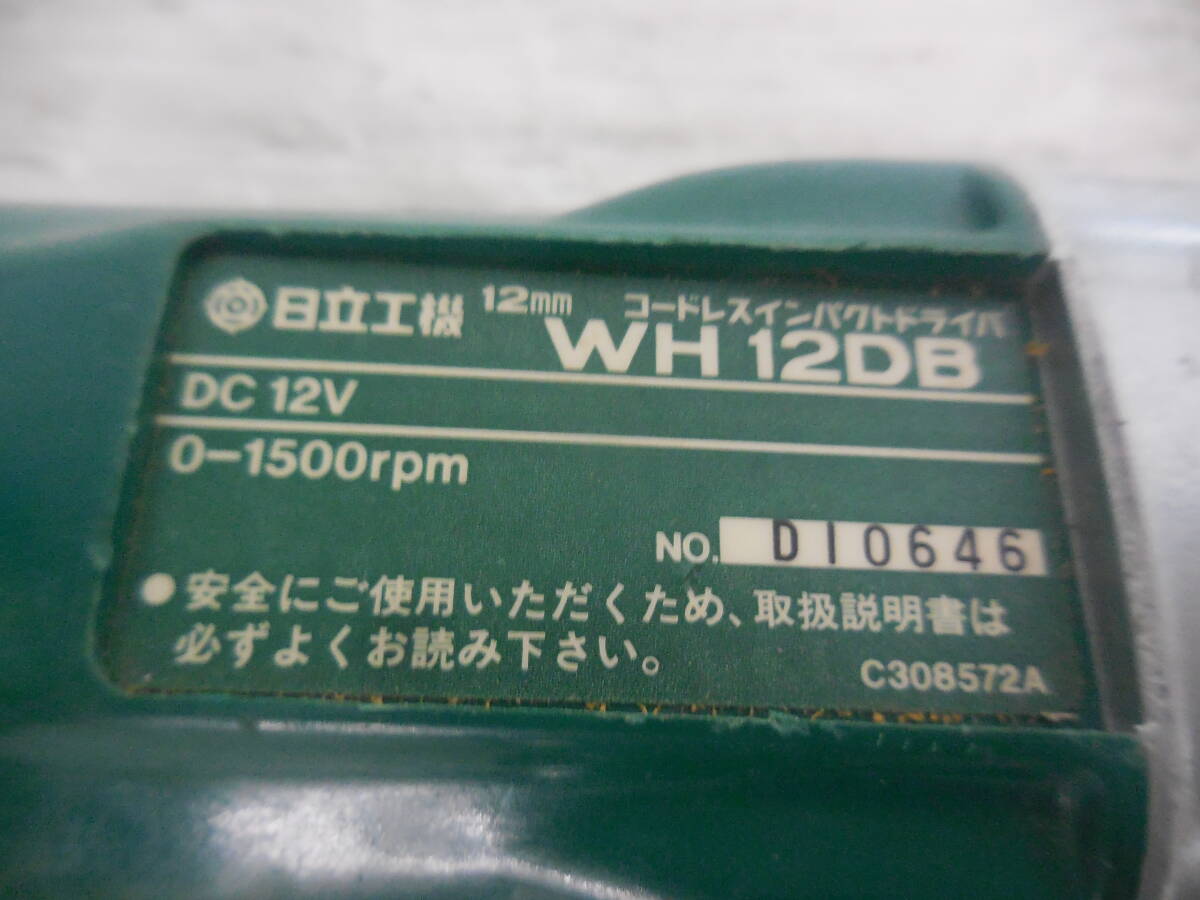 日立工機 12mm コードレスインパクトドライバ
WH 12DB
DC 12V
0-1500rpm
NO. D10646
●安全にご使用いただくため、取扱説明書は
必ずよくお読み下さい。
C308572A